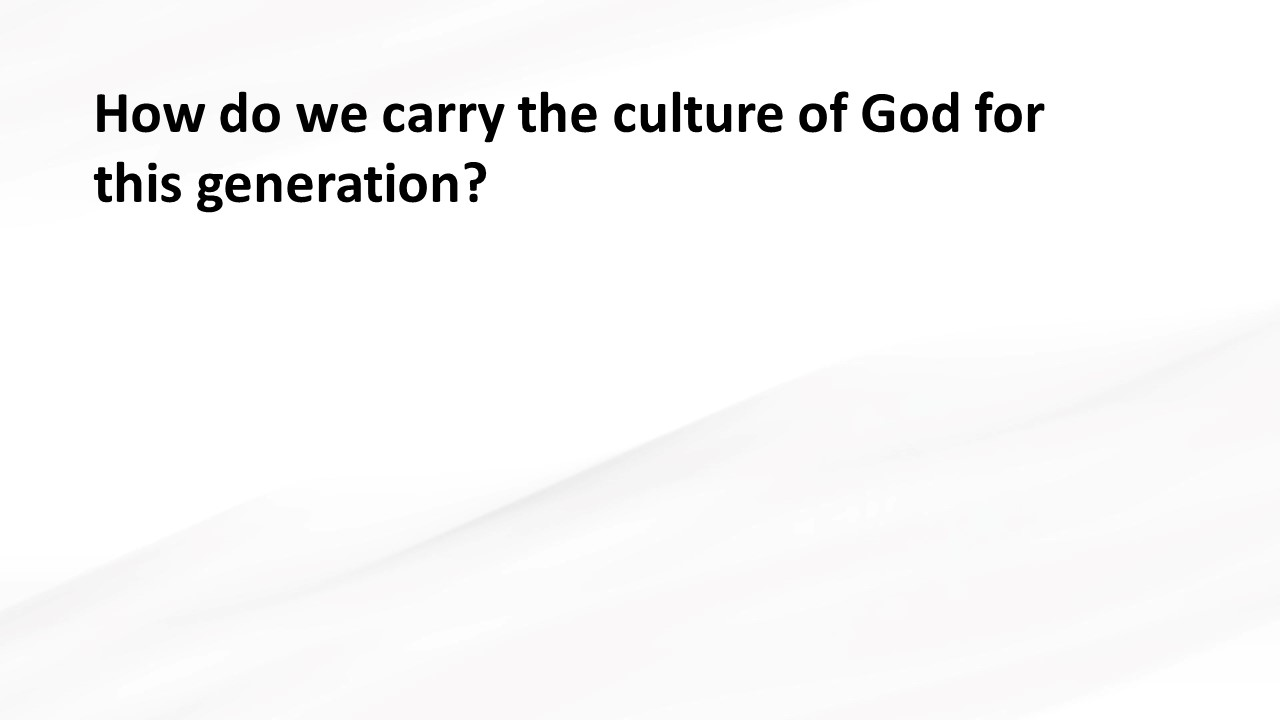 How do we carry the culture of God for
this generation?